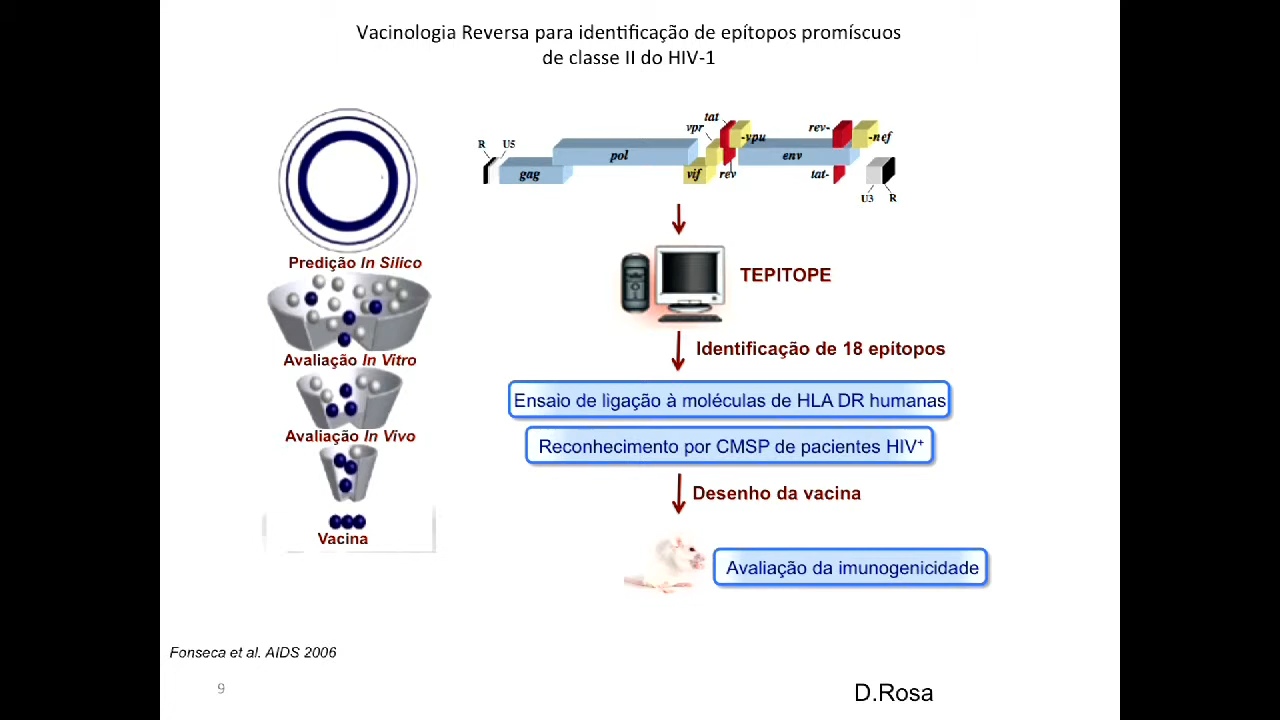 Vacinologia Reversa para identificação de epítopos promíscuos
de classe II do HIV-1
R
U5
gag
pol
vif
vpr
tat
rev
-vpu
env
rev-
tat-
-nef
U3
R
Predição In Silico
Avaliação In Vitro
Avaliação In Vivo
Vacina
TEPITOPE
Identificação de 18 epítopos
Ensaio de ligação à moléculas de HLA DR humanas
Reconhecimento por CMSP de pacientes HIV⁺
Desenho da vacina
Avaliação da imunogenicidade
Fonseca et al. AIDS 2006
9
D.Rosa